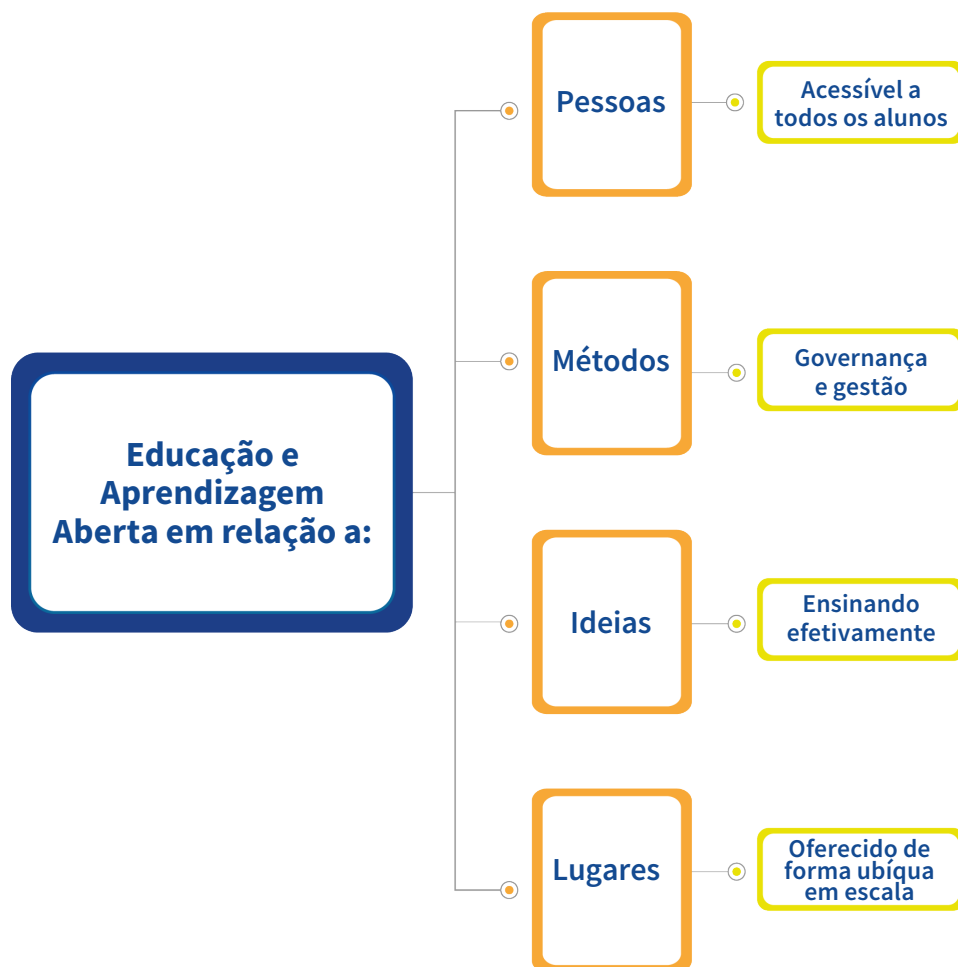 Educação e
Aprendizagem
Aberta em relação a:
Pessoas
Acessível a
todos os alunos
Métodos
Governança
e gestão
Ideias
Ensinando
efetivamente
Lugares
Oferecido de
forma ubíqua
em escala